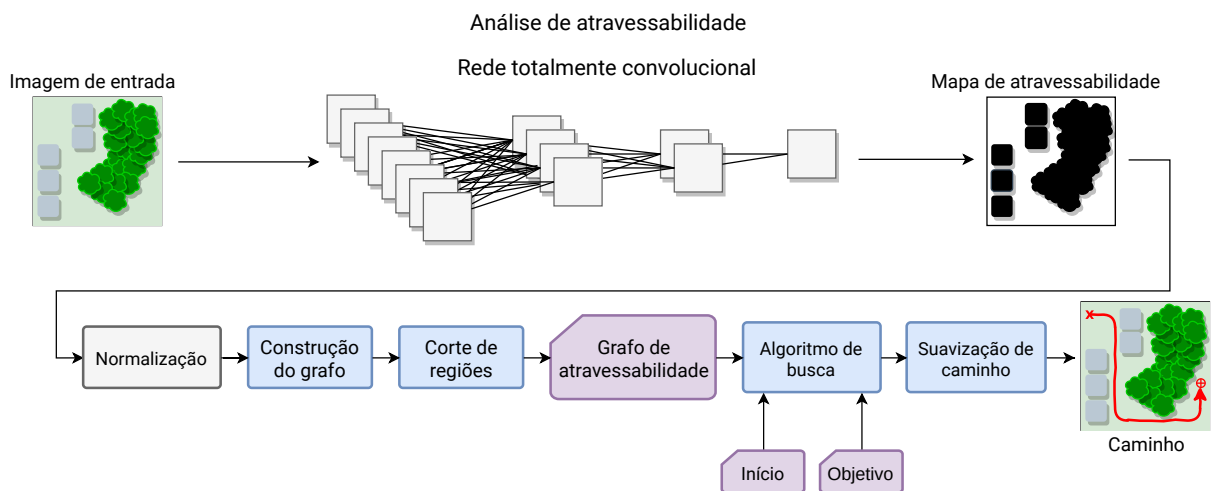 Análise de atravessabilidade
Rede totalmente convolucional
Imagem de entrada
Mapa de atravessabilidade
Normalização
Construção
do grafo
Corte de
regiões
Grafo de
atravessabilidade
Algoritmo de
busca
Suavização de
caminho
x
Caminho
Início
Objetivo